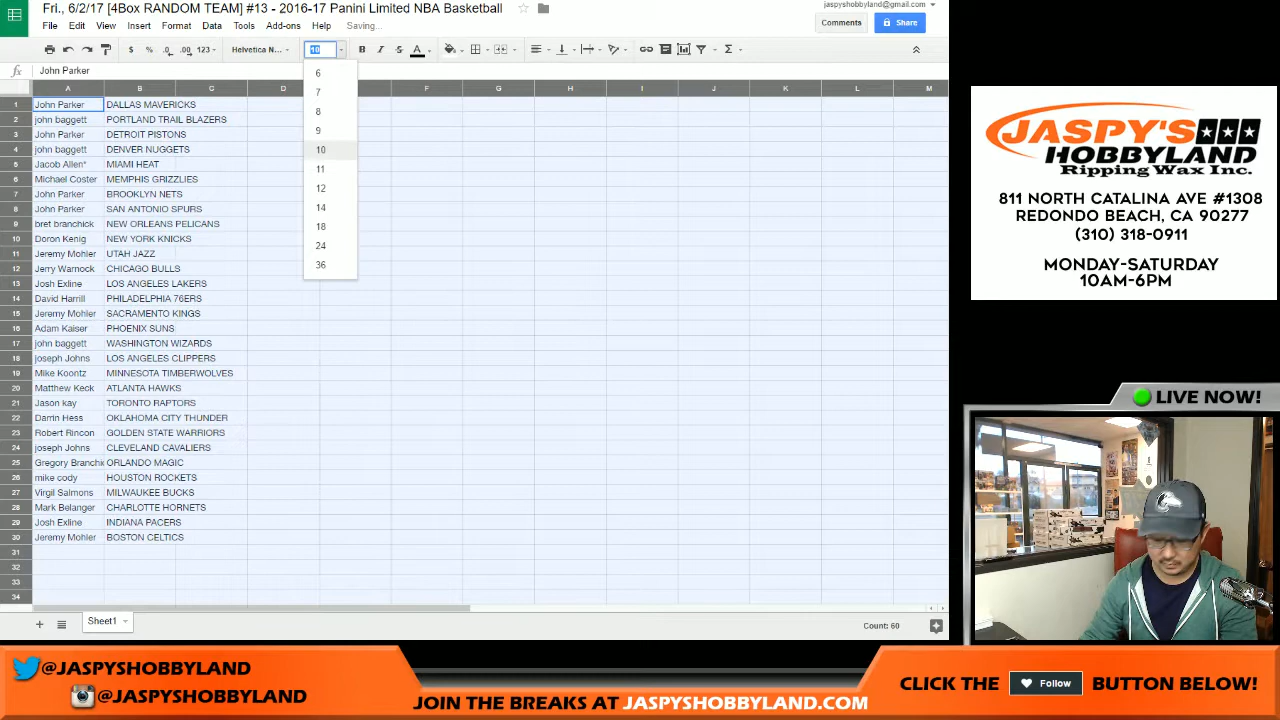 Fri., 6/2/17 [4Box RANDOM TEAM] #13 - 2016-17 Panini Limited NBA Basketball
jaspyshobbyland@gmail.com
File Edit View Insert Format Data Tools Add-ons Help Saving...
Comments Share
$ % .0 .00 123 Helvetica N... 10 B I S A
fx John Parker
A B C D F G H I J K L M
1 John Parker DALLAS MAVERICKS
2 john baggett PORTLAND TRAIL BLAZERS
3 John Parker DETROIT PISTONS
4 john baggett DENVER NUGGETS
5 Jacob Allen* MIAMI HEAT
6 Michael Coster MEMPHIS GRIZZLIES
7 John Parker BROOKLYN NETS
8 John Parker SAN ANTONIO SPURS
9 bret branchick NEW ORLEANS PELICANS
10 Doron Kenig NEW YORK KNICKS
11 Jeremy Mohler UTAH JAZZ
12 Jerry Warnock CHICAGO BULLS
13 Josh Exline LOS ANGELES LAKERS
14 David Harrill PHILADELPHIA 76ERS
15 Jeremy Mohler SACRAMENTO KINGS
16 Adam Kaiser PHOENIX SUNS
17 john baggett WASHINGTON WIZARDS
18 joseph Johns LOS ANGELES CLIPPERS
19 Mike Koontz MINNESOTA TIMBERWOLVES
20 Matthew Keck ATLANTA HAWKS
21 Jason kay TORONTO RAPTORS
22 Darrin Hess OKLAHOMA CITY THUNDER
23 Robert Rincon GOLDEN STATE WARRIORS
24 joseph Johns CLEVELAND CAVALIERS
25 Gregory Branchic ORLANDO MAGIC
26 mike cody HOUSTON ROCKETS
27 Virgil Salmons MILWAUKEE BUCKS
28 Mark Belanger CHARLOTTE HORNETS
29 Josh Exline INDIANA PACERS
30 Jeremy Mohler BOSTON CELTICS
31
32
33
34
6
7
8
9
10
11
12
14
18
24
36
Sheet1
Count: 60
JASPY'S
HOBBYLAND
Ripping Wax Inc.
811 NORTH CATALINA AVE #1308
REDONDO BEACH, CA 90277
(310) 318-0911
MONDAY-SATURDAY
10AM-6PM
LIVE NOW!
@JASPYSHOBBYLAND
@JASPYSHOBBYLAND
JOIN THE BREAKS AT JASPYSHOBBYLAND.COM
CLICK THE Follow BUTTON BELOW!